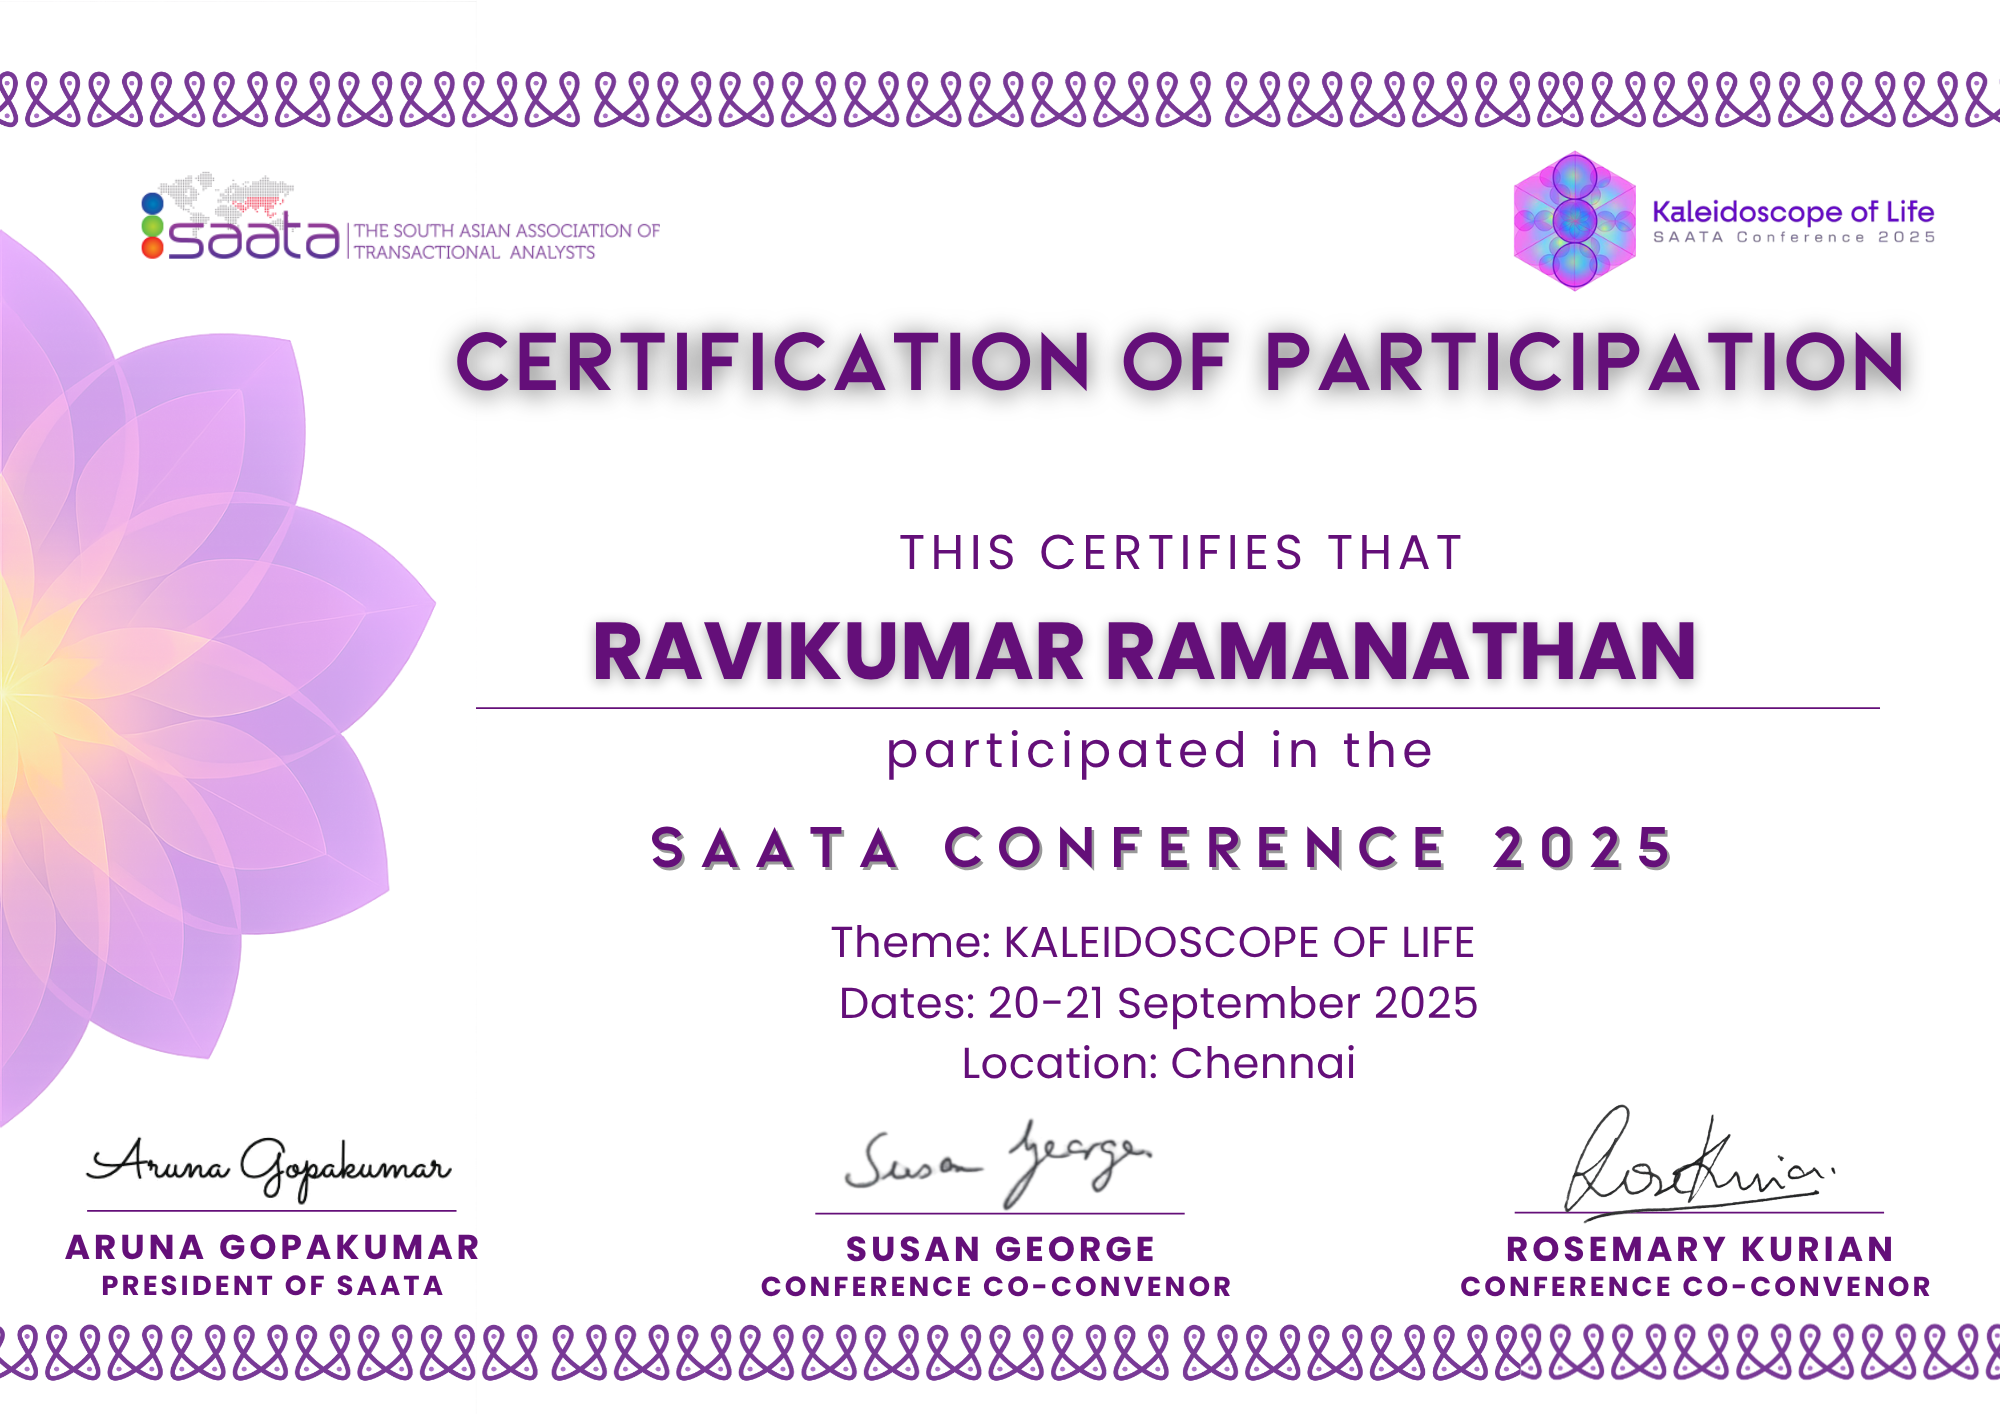 saata
THE SOUTH ASIAN ASSOCIATION OF
TRANSACTIONAL ANALYSTS
Kaleidoscope of Life
SAATA Conference 2025
CERTIFICATION OF PARTICIPATION
THIS CERTIFIES THAT
RAVIKUMAR RAMANATHAN
participated in the
SAATA CONFERENCE 2025
Theme: KALEIDOSCOPE OF LIFE
Dates: 20-21 September 2025
Location: Chennai
Aruna Gopakumar
ARUNA GOPAKUMAR
PRESIDENT OF SAATA
Susan George
SUSAN GEORGE
CONFERENCE CO-CONVENOR
Rose Kurian
ROSEMARY KURIAN
CONFERENCE CO-CONVENOR